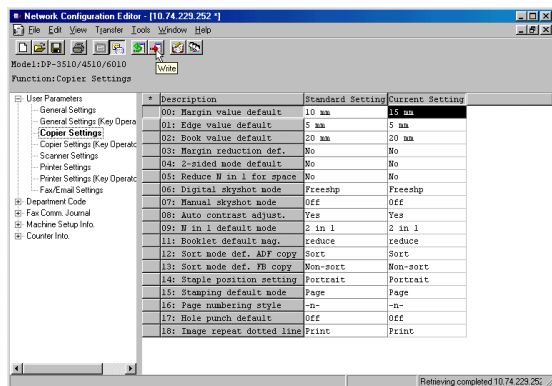 Network Configuration Editor - [10.74.229.252 *]
File Edit View Transfer Tools Window Help
Write
Model:DP-3510/4510/6010
Function:Copier Settings
User Parameters
General Settings
General Settings (Key Opera
Copier Settings
Copier Settings (Key Operato
Scanner Settings
Printer Settings
Printer Settings (Key Operato
Fax/Email Settings
Department Code
Fax Comm. Journal
Machine Setup Info.
Counter Info.
* Description Standard Setting Current Setting
00: Margin value default 10 mm 15 mm
01: Edge value default 5 mm 5 mm
02: Book value default 20 mm 20 mm
03: Margin reduction def. No No
04: 2-sided mode default No No
05: Reduce N in 1 for space No No
06: Digital skyshot mode Freeshp Freeshp
07: Manual skyshot mode Off Off
08: Auto contrast adjust. Yes Yes
09: N in 1 default mode 2 in 1 2 in 1
11: Booklet default mag. reduce reduce
12: Sort mode def. ADF copy Sort Sort
13: Sort mode def. FB copy Non-sort Non-sort
14: Staple position setting Portrait Portrait
15: Stamping default mode Page Page
16: Page numbering style -n- -n-
17: Hole punch default Off Off
18: Image repeat dotted line Print Print
Retrieving completed 10.74.229.252